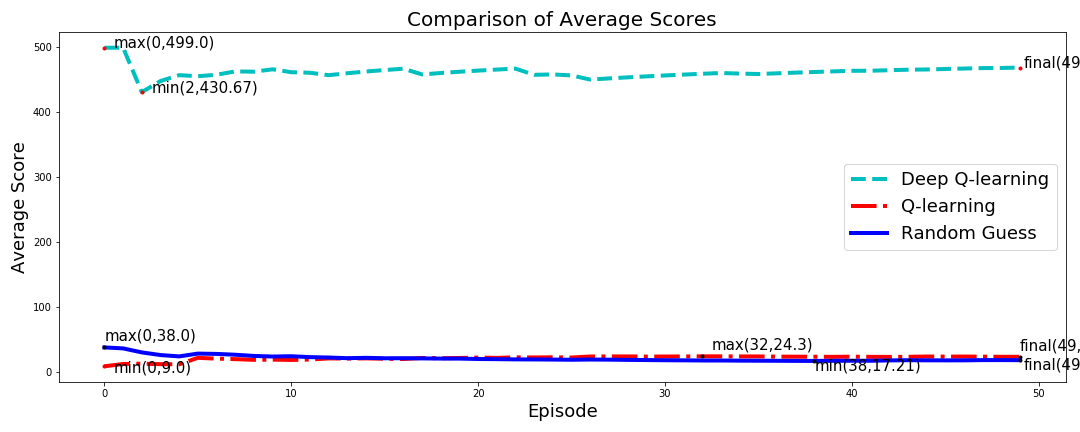 Comparison of Average Scores
max(0,499.0)
min(2,430.67)
final(49
500
400
300
200
100
0
Average Score
Deep Q-learning
Q-learning
Random Guess
max(0,38.0)
min(0,9.0)
max(32,24.3)
min(38,17.21)
final(49,
final(49
0
10
20
30
40
50
Episode